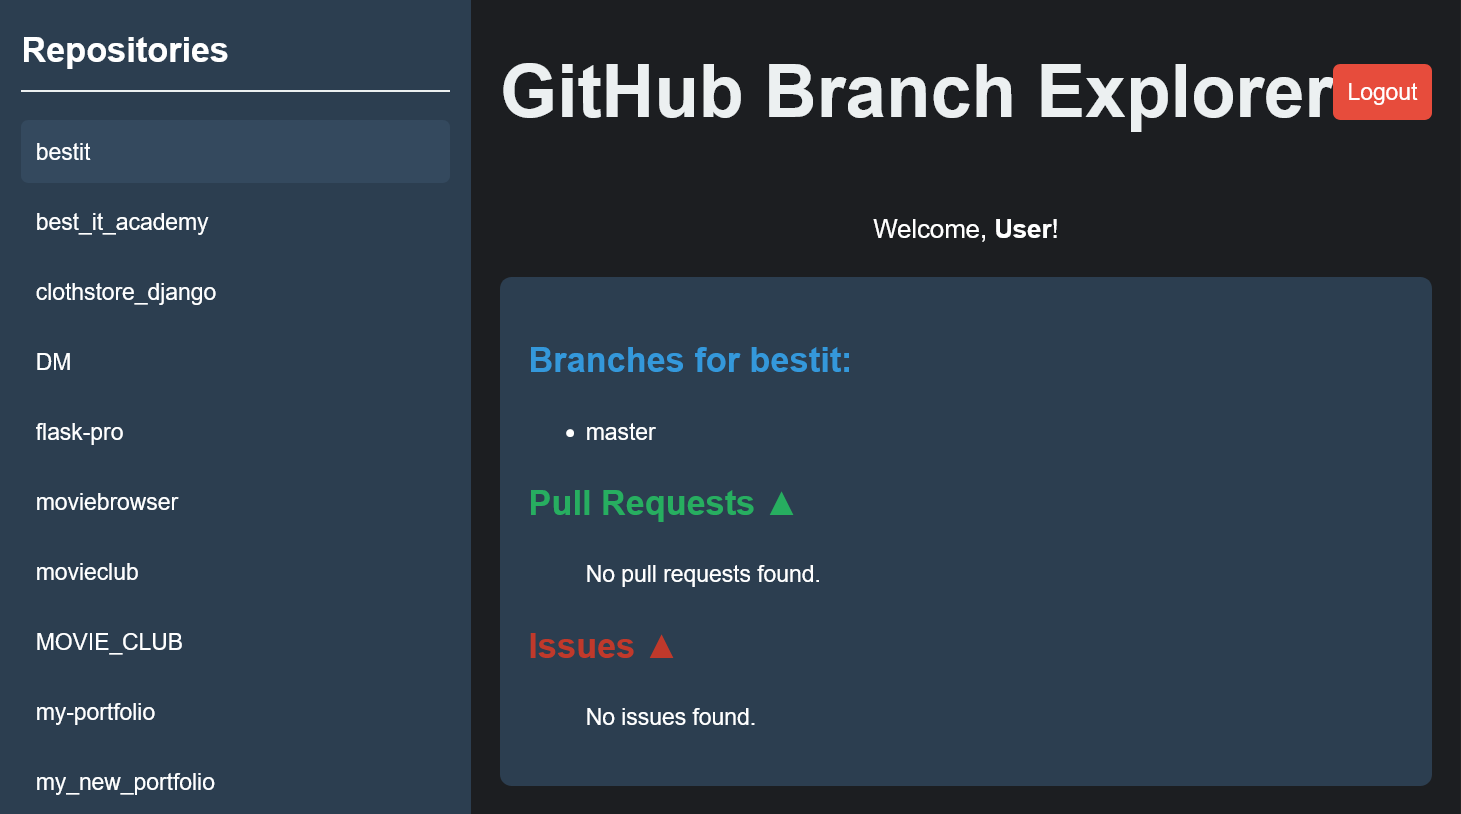 Repositories
bestit
best_it_academy
clothstore_django
DM
flask-pro
moviebrowser
movieclub
MOVIE_CLUB
my-portfolio
my_new_portfolio
GitHub Branch Explorer
Logout
Welcome, User!
Branches for bestit:
• master
Pull Requests ▲
No pull requests found.
Issues ▲
No issues found.